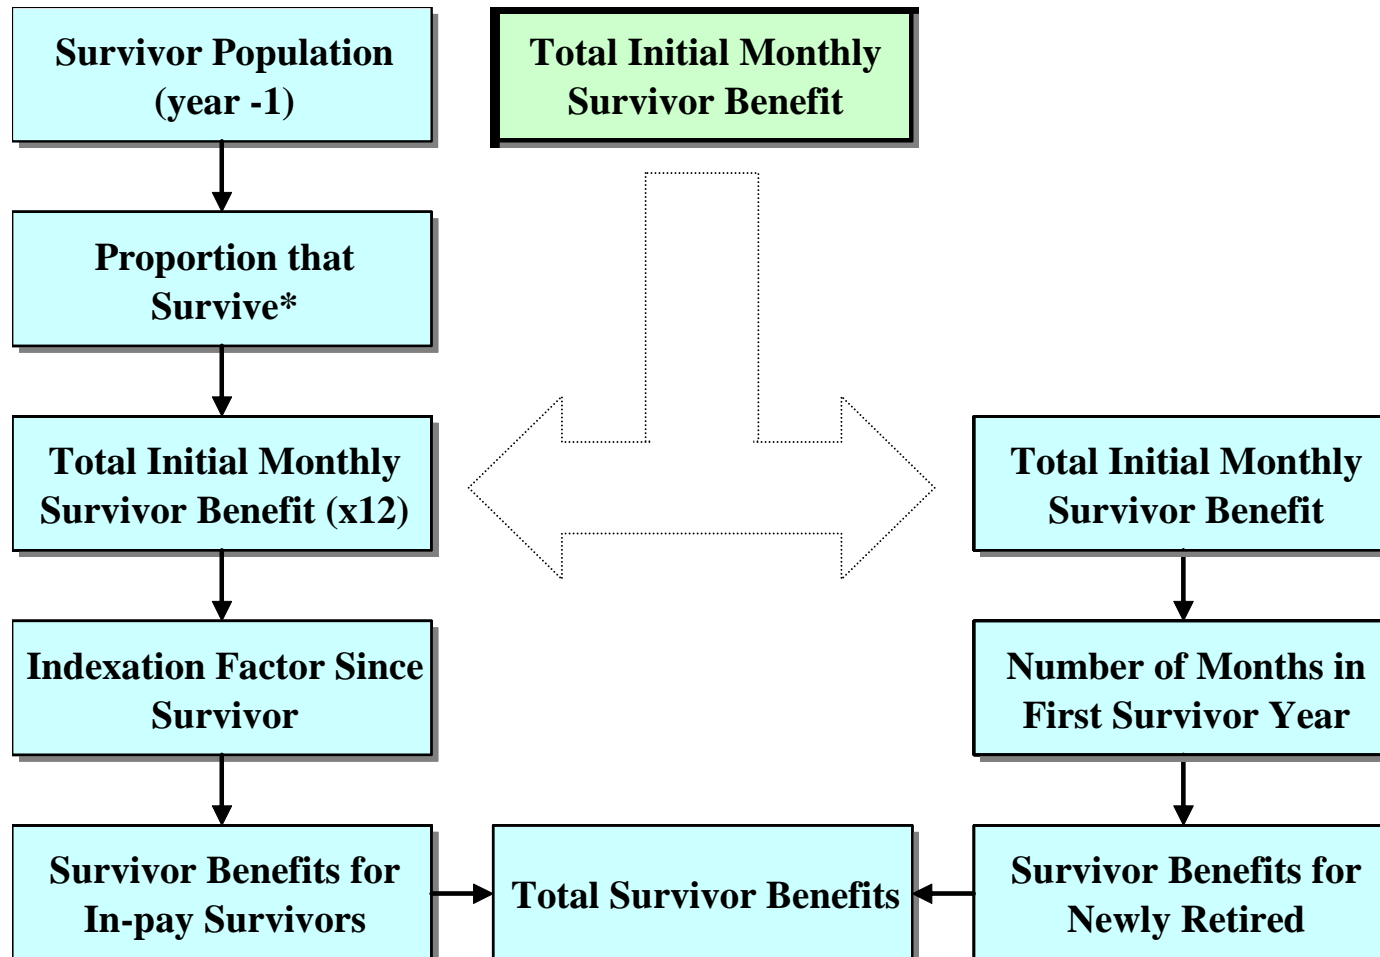 Survivor Population
(year -1)
Total Initial Monthly
Survivor Benefit
Proportion that
Survive*
Total Initial Monthly
Survivor Benefit (x12)
Total Initial Monthly
Survivor Benefit
Indexation Factor Since
Survivor
Number of Months in
First Survivor Year
Survivor Benefits for
In-pay Survivors
Total Survivor Benefits
Survivor Benefits for
Newly Retired